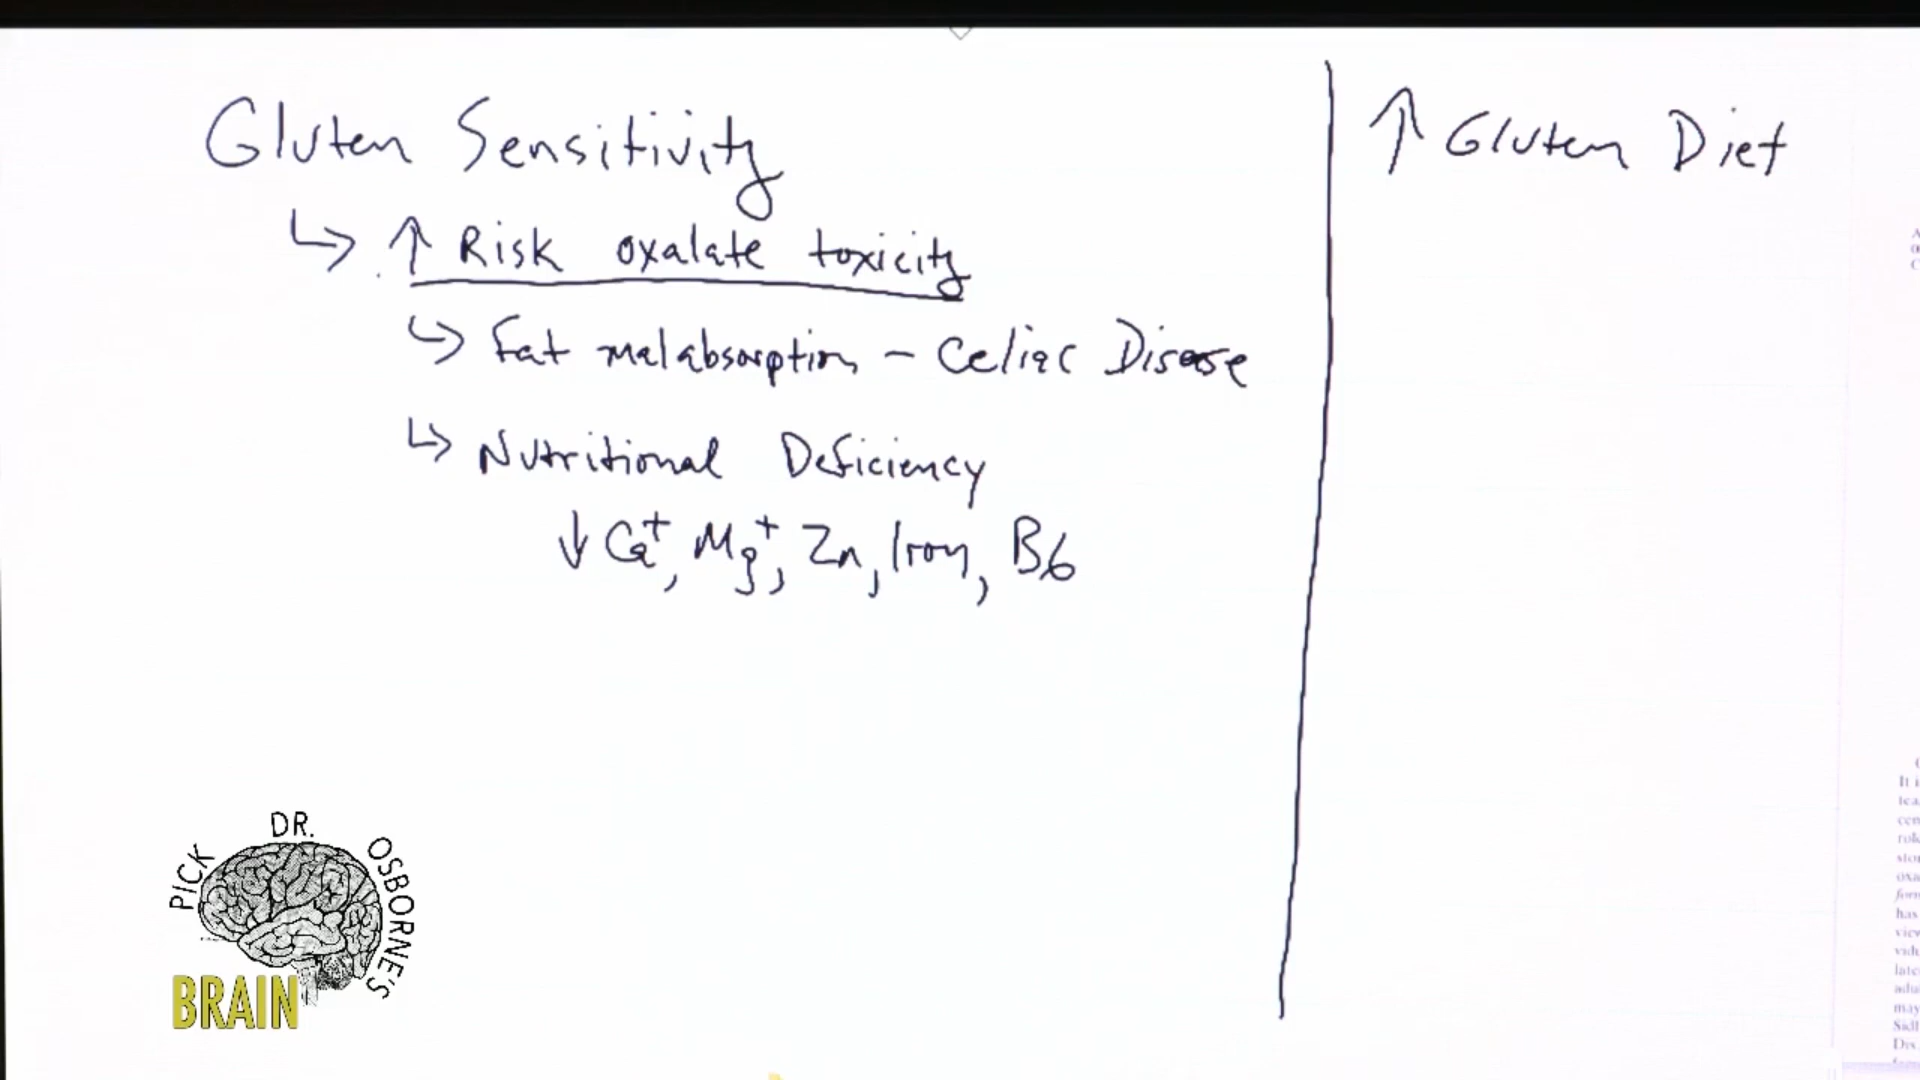 Gluten Sensitivity
↳ ↑ Risk oxalate toxicity
↳ Fat malabsorption - Celiac Disease
↳ Nutritional Deficiency
↓ Ca+, Mg+, Zn, Iron, B6
↑ Gluten Diet
PICK DR. OSBORNE'S
BRAIN